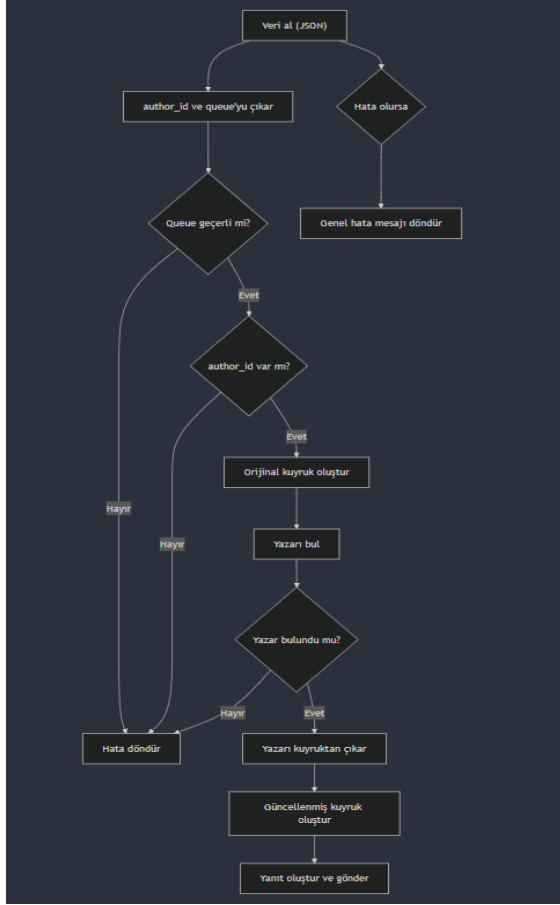 Veri al (JSON)
author_id ve queue'yu çıkar
Hata olursa
Queue geçerli mi?
Genel hata mesajı döndür
Evet
author_id var mı?
Evet
Orijinal kuyruk oluştur
Hayır
Yazarı bul
Hayır
Yazar bulundu mu?
Hayır
Evet
Hata döndür
Yazarı kuyruktan çıkar
Güncellenmiş kuyruk
oluştur
Yanıt oluştur ve gönder